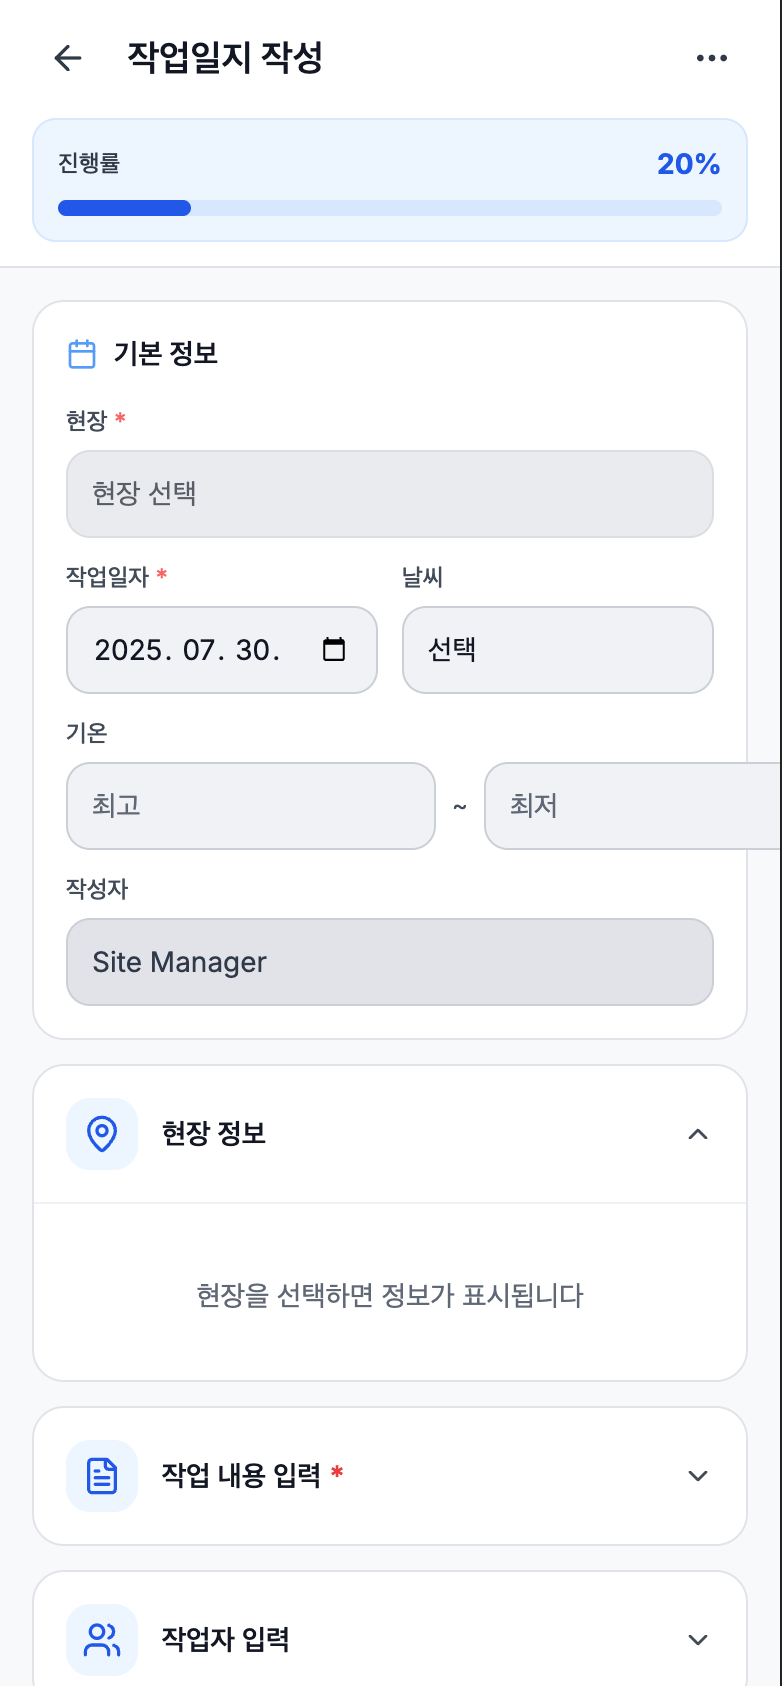 작업일지 작성
진행률 20%
기본 정보
현장 *
현장 선택
작업일자 * 날씨
2025. 07. 30. 선택
기온
최고 ~ 최저
작성자
Site Manager
현장 정보
현장을 선택하면 정보가 표시됩니다
작업 내용 입력 *
작업자 입력